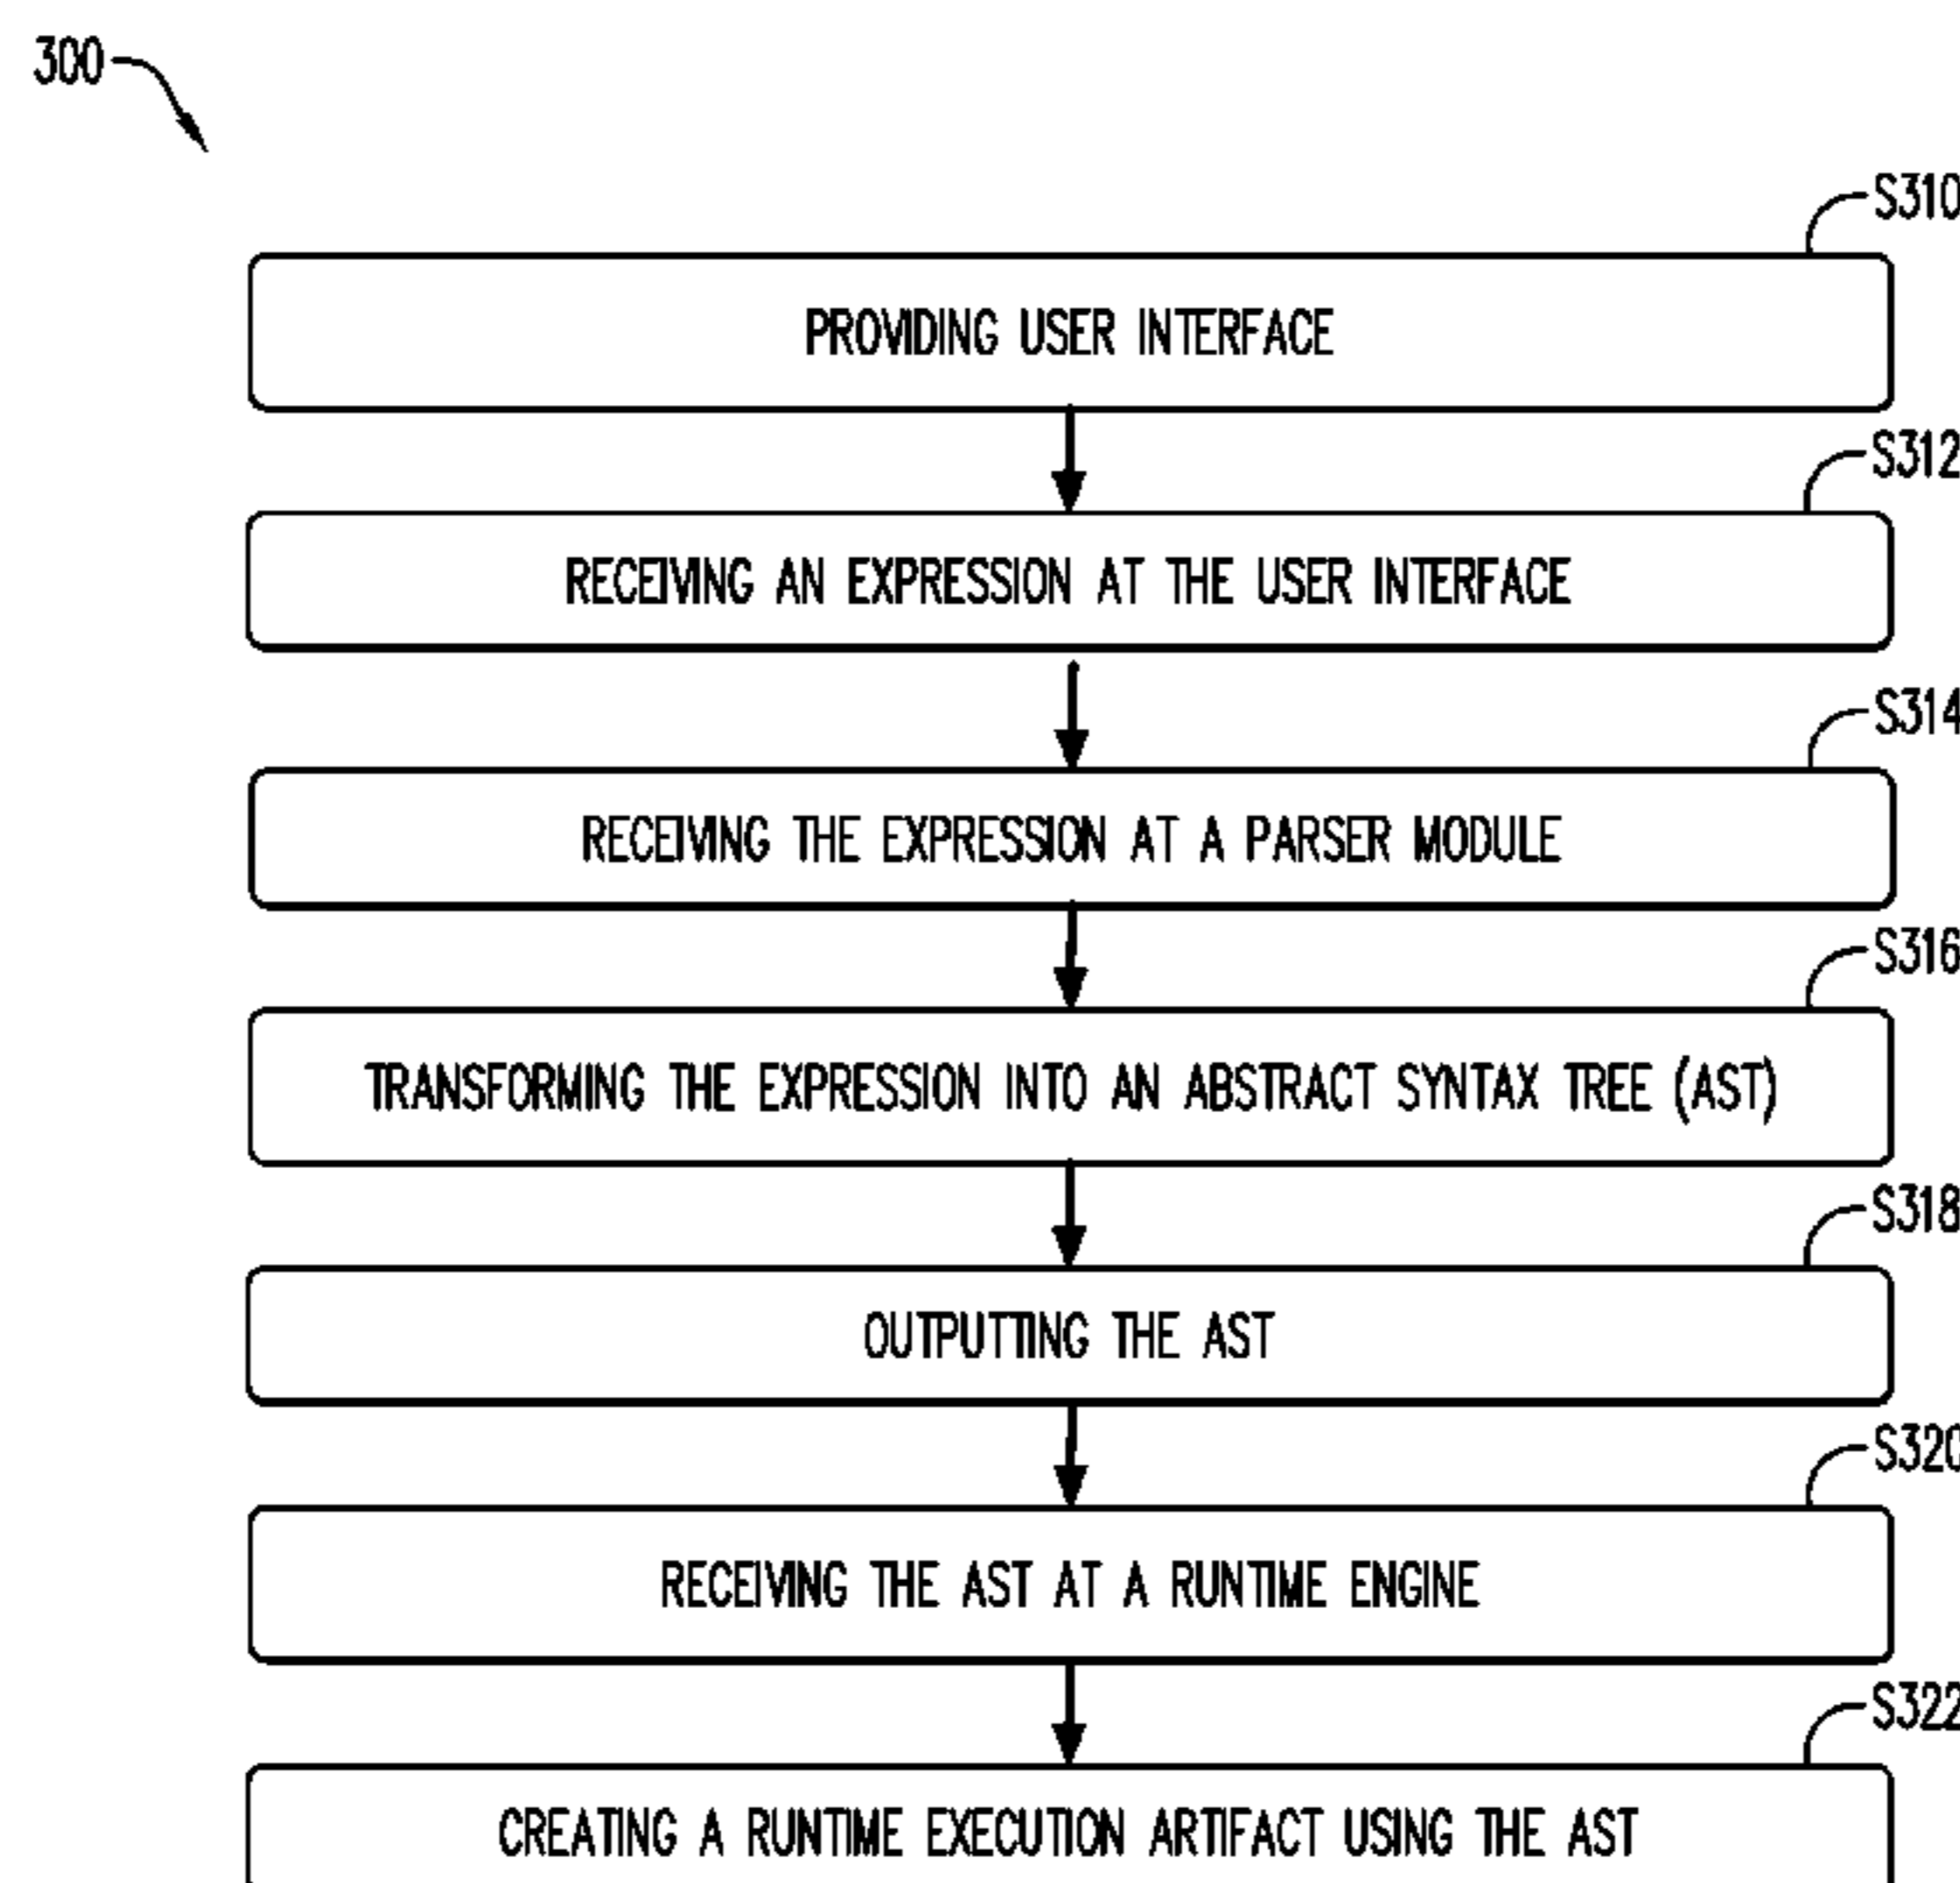 300
S310
PROVIDING USER INTERFACE
S312
RECEIVING AN EXPRESSION AT THE USER INTERFACE
S314
RECEIVING THE EXPRESSION AT A PARSER MODULE
S316
TRANSFORMING THE EXPRESSION INTO AN ABSTRACT SYNTAX TREE (AST)
S318
OUTPUTTING THE AST
S320
RECEIVING THE AST AT A RUNTIME ENGINE
S322
CREATING A RUNTIME EXECUTION ARTIFACT USING THE AST